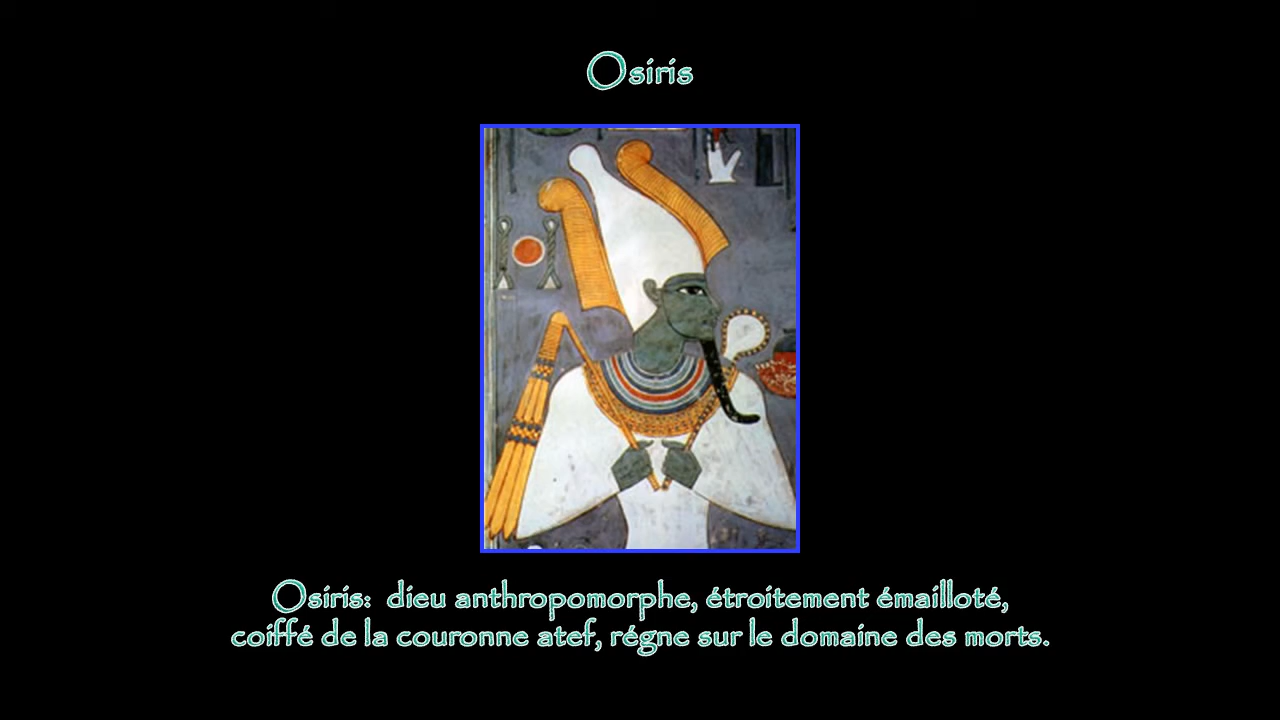 Osiris
Osiris: dieu anthropomorphe, étroitement émailloté,
coiffé de la couronne atef, régne sur le domaine des morts.